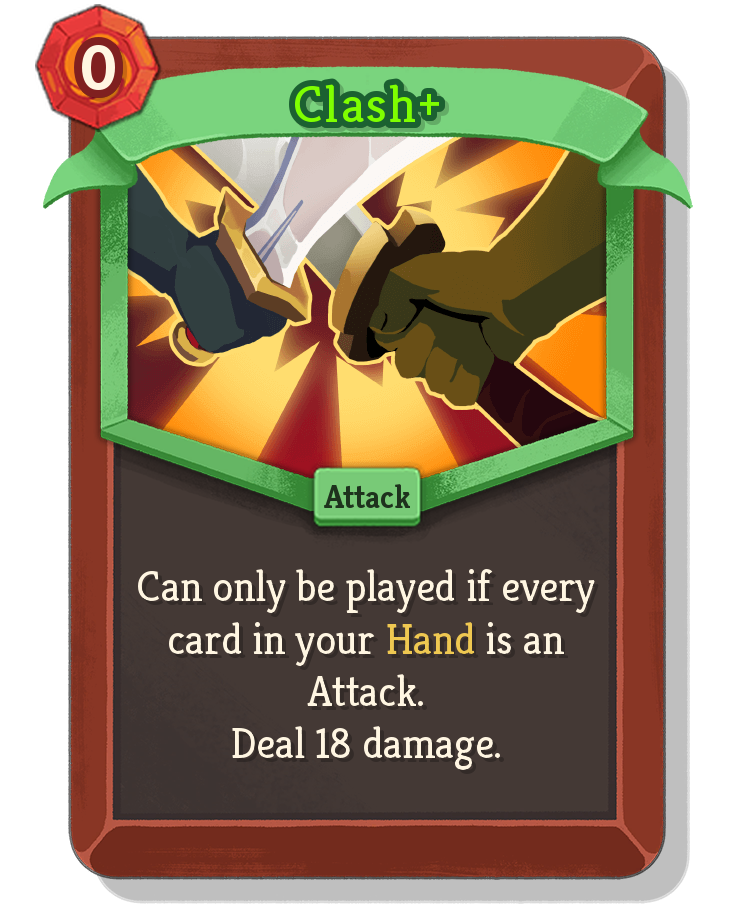 0
Clash+
Attack
Can only be played if every
card in your Hand is an
Attack.
Deal 18 damage.